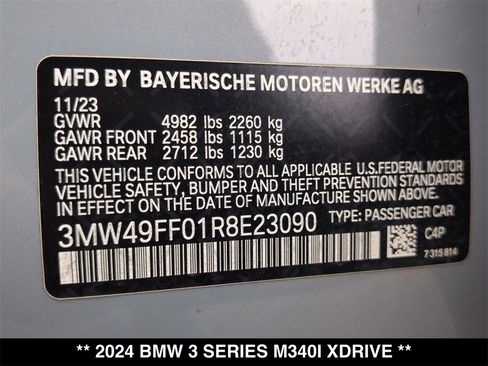 MFD BY BAYERISCHE MOTOREN WERKE AG
11/23
GVWR 4982 lbs 2260 kg
GAWR FRONT 2458 lbs 1115 kg
GAWR REAR 2712 lbs 1230 kg
THIS VEHICLE CONFORMS TO ALL APPLICABLE U.S.FEDERAL MOTOR
VEHICLE SAFETY, BUMPER AND THEFT PREVENTION STANDARDS
IN EFFECT ON THE DATE OF MANUFACTURE SHOWN ABOVE.
3MW49FF01R8E23090 TYPE: PASSENGER CAR
C4P
7315814
** 2024 BMW 3 SERIES M340I XDRIVE **